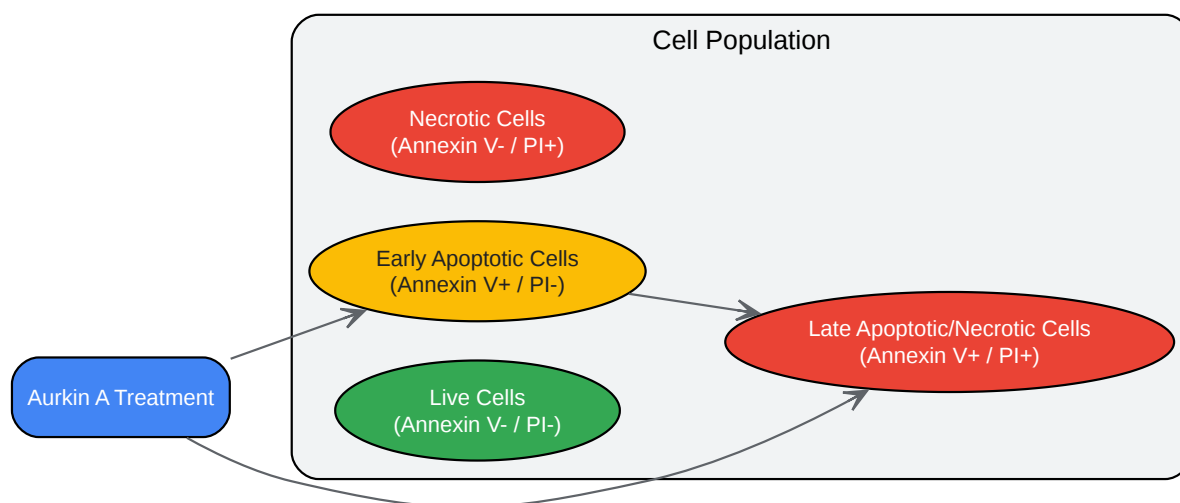 Cell Population
Necrotic Cells
(Annexin V- / PI+)
Early Apoptotic Cells
(Annexin V+ / PI-)
Late Apoptotic/Necrotic Cells
(Annexin V+ / PI+)
Aurkin A Treatment
Live Cells
(Annexin V- / PI-)